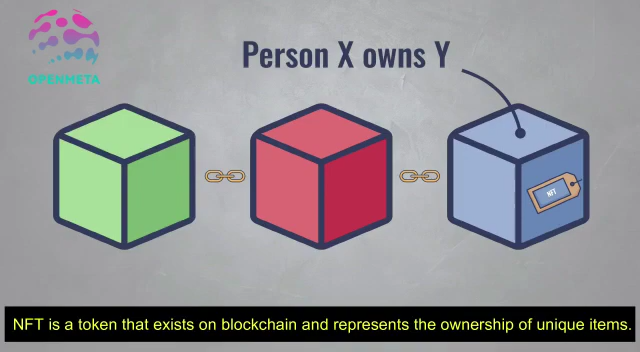 OPENMETA
Person X owns Y
NFT
NFT is a token that exists on blockchain and represents the ownership of unique items.